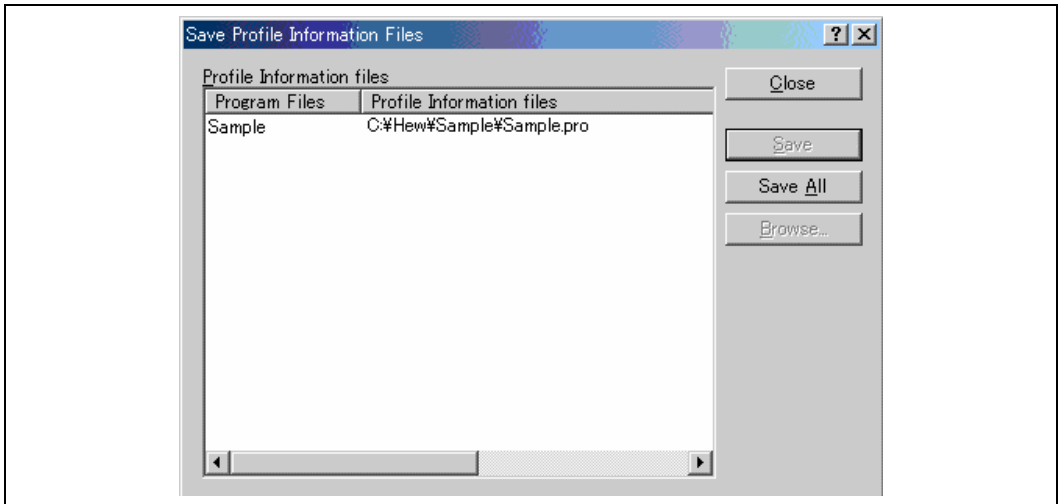 Save Profile Information Files
Profile Information files
Program Files Profile Information files
Sample C:¥Hew¥Sample¥Sample.pro
Close
Save
Save All
Browse...